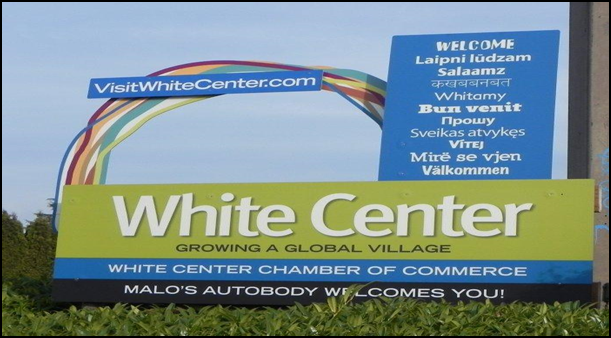 WELCOME
Laipni lūdzam
Salaamz
कखबबनबत
Whitamy
Bun venit
Прошу
Sveikas atvykęs
VÍTEJ
Mirë se vjen
Välkommen
VisitWhiteCenter.com
White Center
GROWING A GLOBAL VILLAGE
WHITE CENTER CHAMBER OF COMMERCE
MALO'S AUTOBODY WELCOMES YOU!